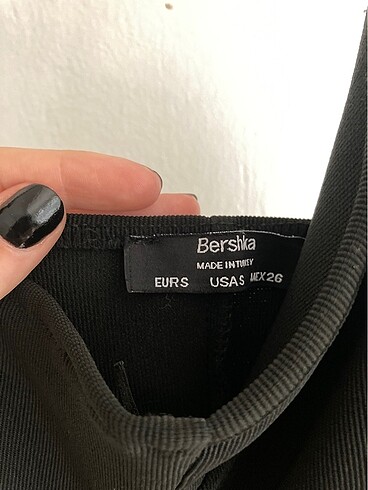 Bershka
MADE IN TURKEY
EUR S USA S MEX 26